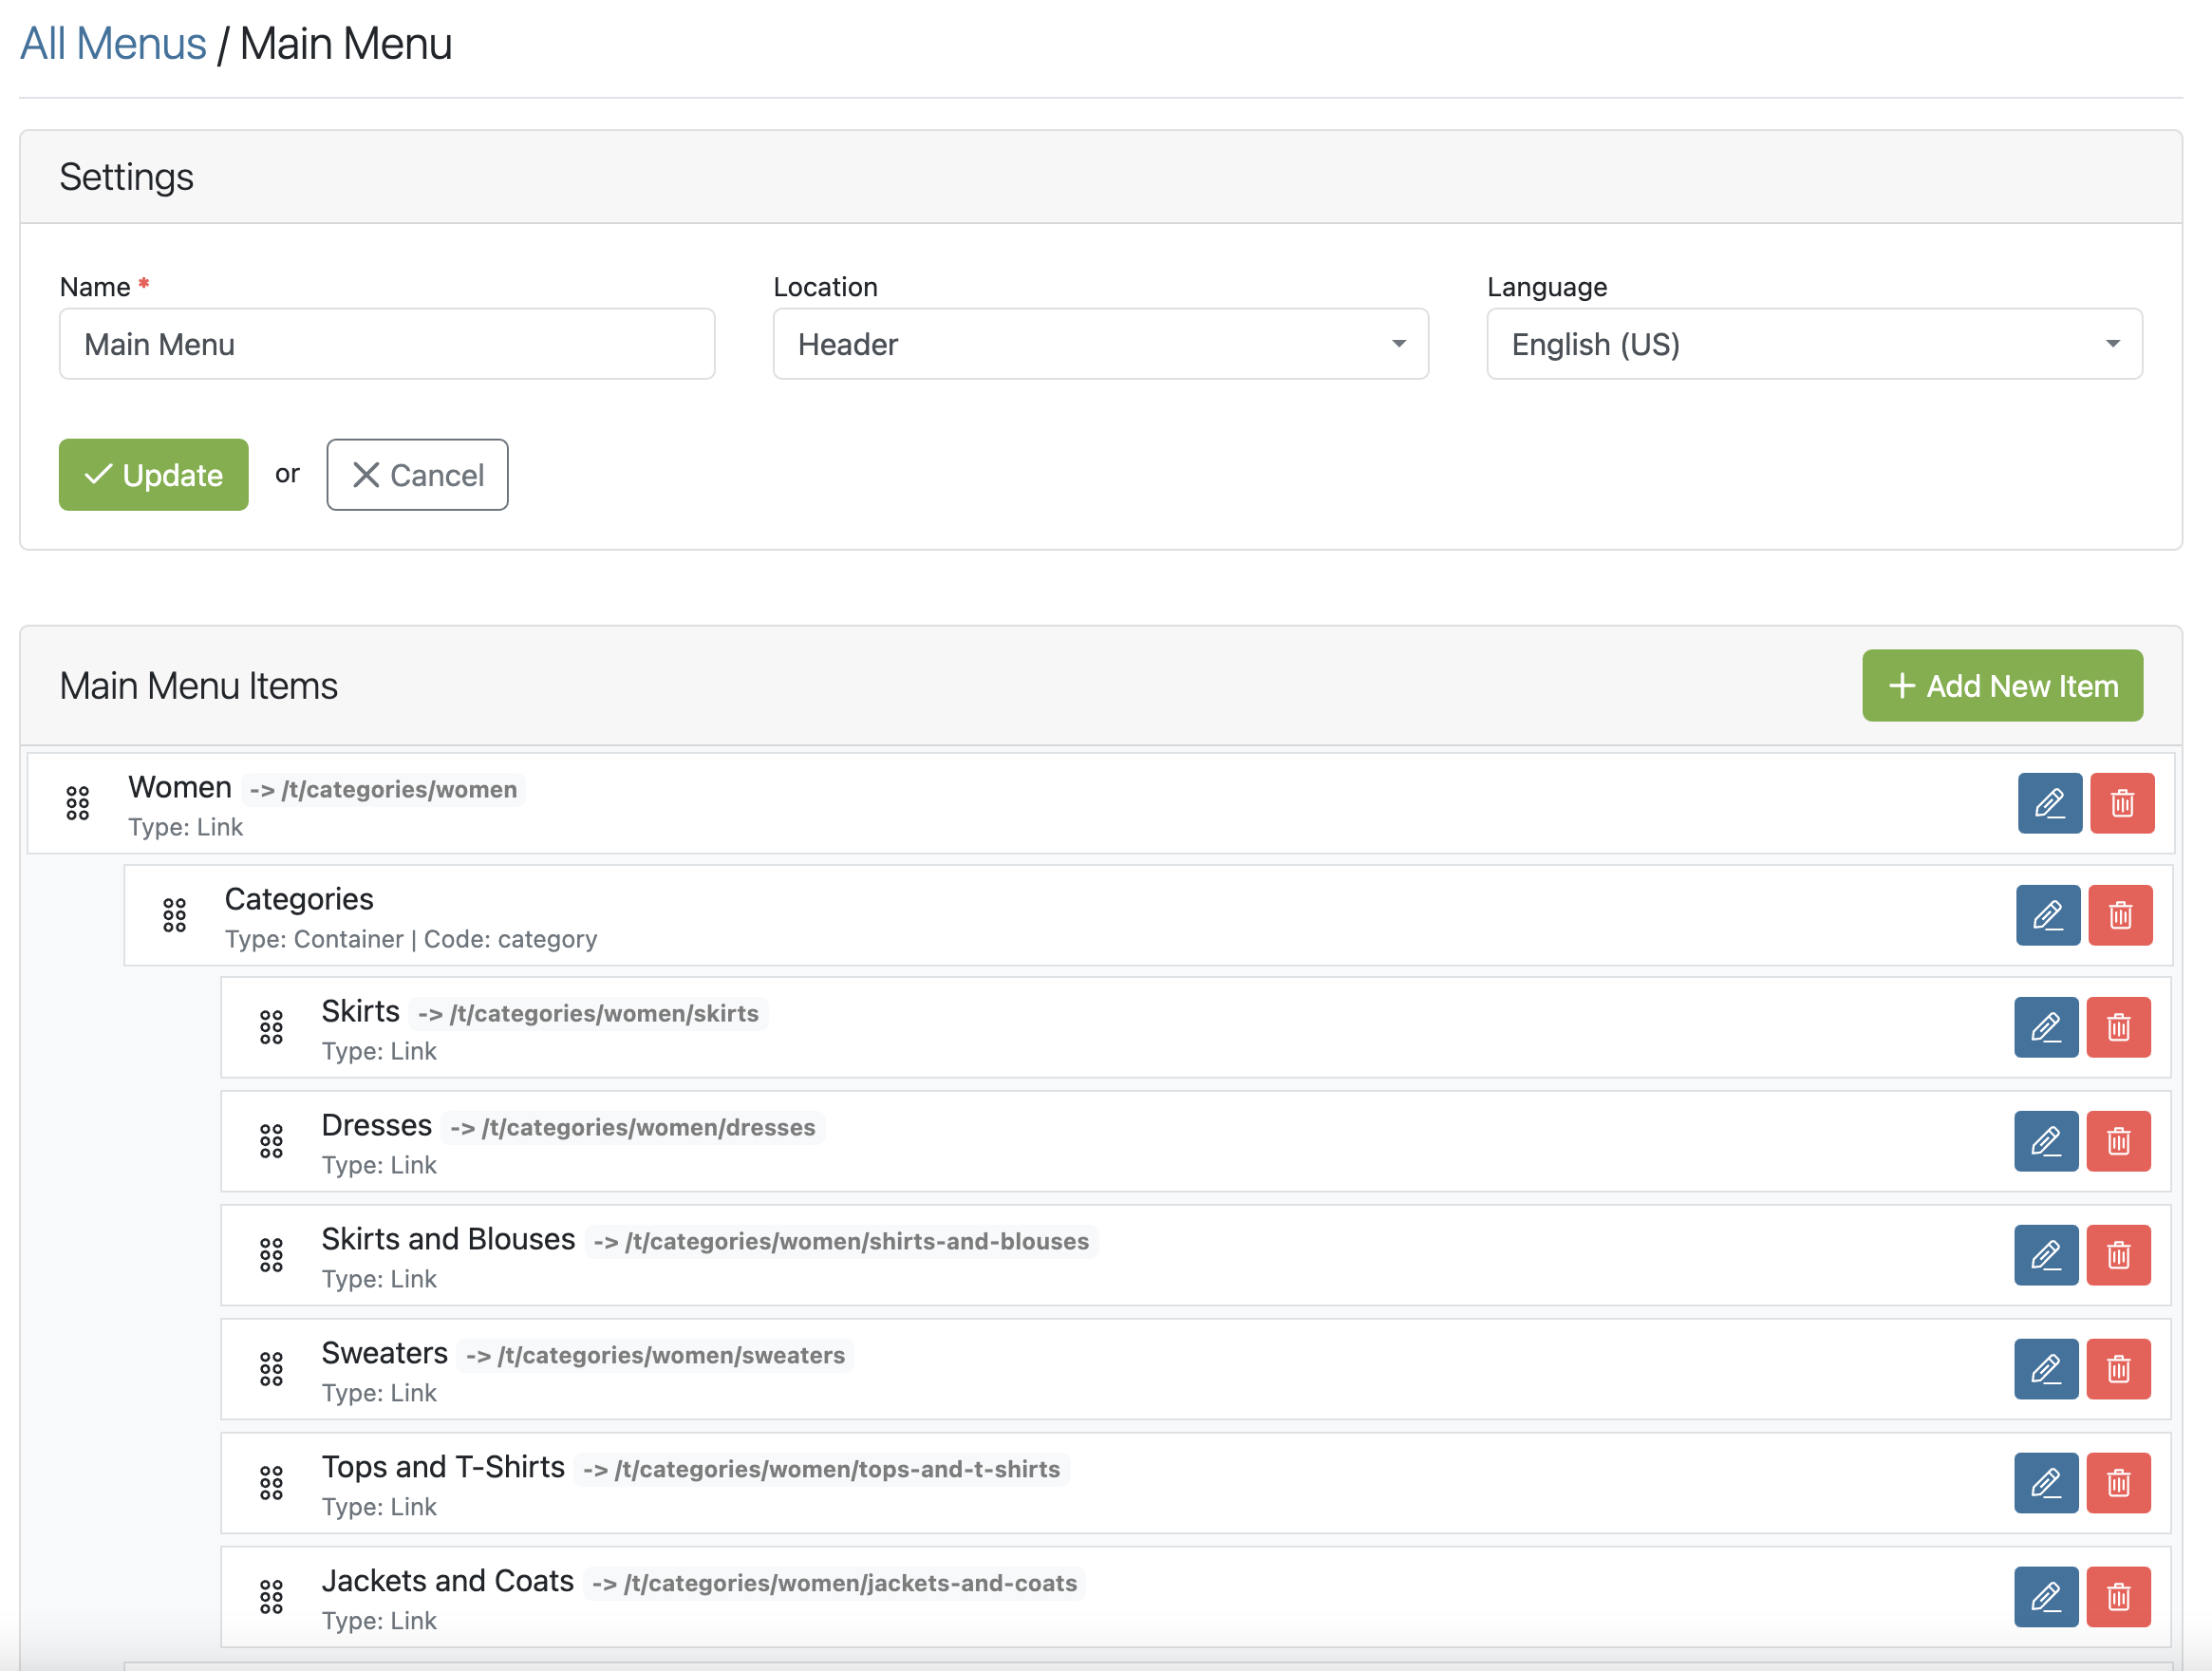 All Menus / Main Menu
Settings
Name * Location Language
Main Menu Header English (US)
Update or Cancel
Main Menu Items Add New Item
Women -> /t/categories/women
Type: Link
Categories
Type: Container | Code: category
Skirts -> /t/categories/women/skirts
Type: Link
Dresses -> /t/categories/women/dresses
Type: Link
Skirts and Blouses -> /t/categories/women/shirts-and-blouses
Type: Link
Sweaters -> /t/categories/women/sweaters
Type: Link
Tops and T-Shirts -> /t/categories/women/tops-and-t-shirts
Type: Link
Jackets and Coats -> /t/categories/women/jackets-and-coats
Type: Link